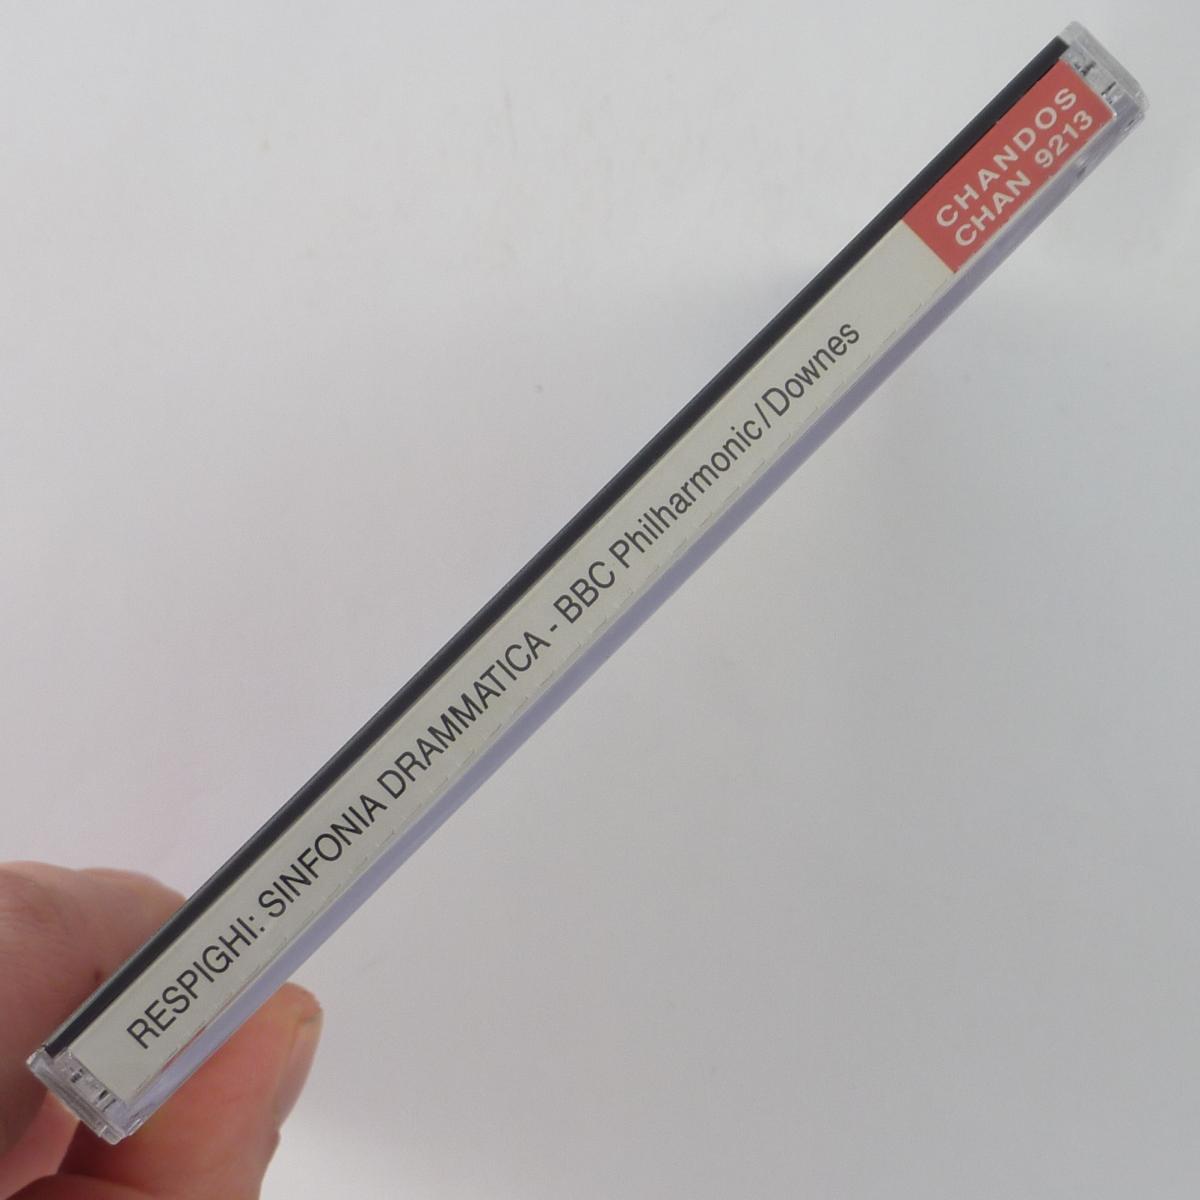 RESPIGHI: SINFONIA DRAMMATICA - BBC Philharmonic/Downes
CHANDOS
CHAN 9213